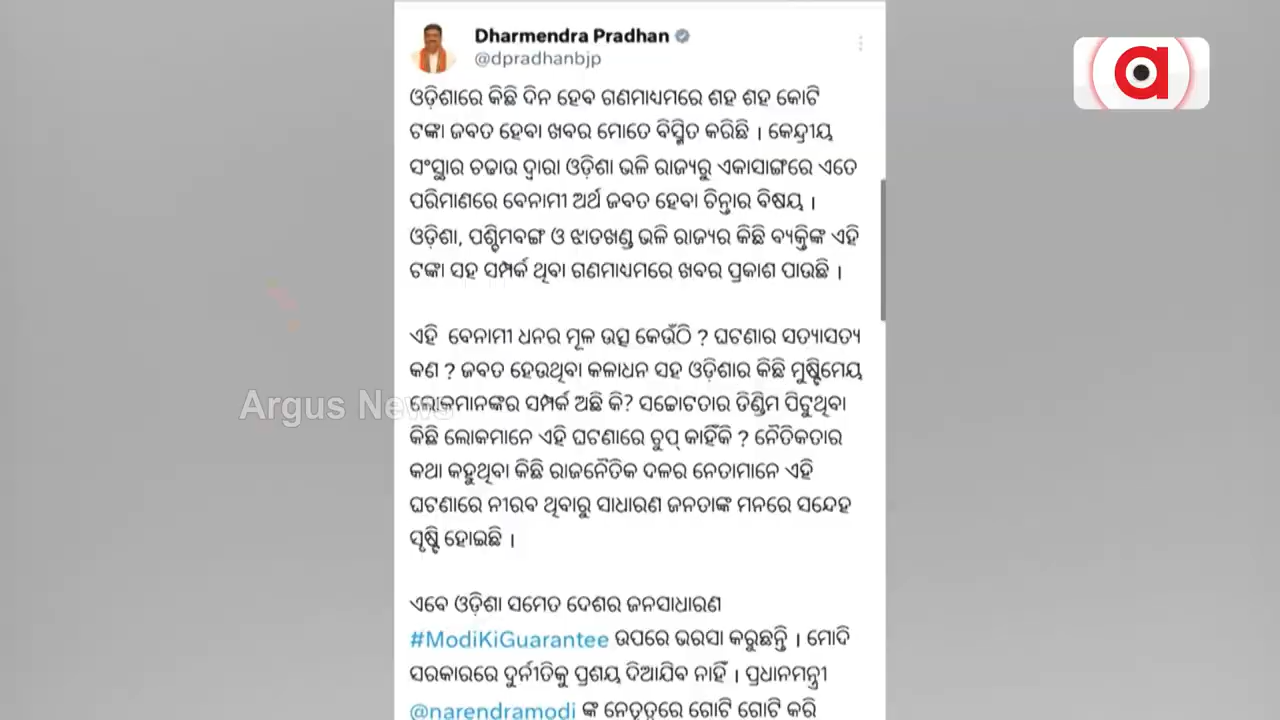 Dharmendra Pradhan
@dpradhanbjp
ଓଡ଼ିଶାରେ କିଛି ଦିନ ହେବ ଗଣମାଧ୍ୟମରେ ଶହ ଶହ କୋଟି
ଟଙ୍କା ଜବତ ହେବା ଖବର ମୋତେ ବିସ୍ମିତ କରିଛି । କେନ୍ଦ୍ରୀୟ
ସଂସ୍ଥାର ଚଢାଉ ଦ୍ୱାରା ଓଡ଼ିଶା ଭଳି ରାଜ୍ୟରୁ ଏକାସାଙ୍ଗରେ ଏତେ
ପରିମାଣରେ ବେନାମୀ ଅର୍ଥ ଜବତ ହେବା ଚିନ୍ତାର ବିଷୟ ।
ଓଡ଼ିଶା, ପଶ୍ଚିମବଙ୍ଗ ଓ ଝାଡଖଣ୍ଡ ଭଳି ରାଜ୍ୟର କିଛି ବ୍ୟକ୍ତିଙ୍କ ଏହି
ଟଙ୍କା ସହ ସମ୍ପର୍କ ଥିବା ଗଣମାଧ୍ୟମରେ ଖବର ପ୍ରକାଶ ପାଉଛି ।
ଏହି ବେନାମୀ ଧନର ମୂଳ ଉତ୍ସ କେଉଁଠି ? ଘଟଣାର ସତ୍ୟାସତ୍ୟ
କଣ ? ଜବତ ହେଉଥିବା କଳାଧନ ସହ ଓଡ଼ିଶାର କିଛି ମୁଷ୍ଟିମେୟ
ଲୋକମାନଙ୍କର ସମ୍ପର୍କ ଅଛି କି? ସଚ୍ଚୋଟତାର ଡିଣ୍ଡିମ ପିଟୁଥିବା
କିଛି ଲୋକମାନେ ଏହି ଘଟଣାରେ ଚୁପ୍ କାହିଁକି ? ନୈତିକତାର
କଥା କହୁଥିବା କିଛି ରାଜନୈତିକ ଦଳର ନେତାମାନେ ଏହି
ଘଟଣାରେ ନୀରବ ଥିବାରୁ ସାଧାରଣ ଜନତାଙ୍କ ମନରେ ସନ୍ଦେହ
ସୃଷ୍ଟି ହୋଇଛି ।
ଏବେ ଓଡ଼ିଶା ସମେତ ଦେଶର ଜନସାଧାରଣ
#ModiKiGuarantee ଉପରେ ଭରସା କରୁଛନ୍ତି । ମୋଦି
ସରକାରରେ ଦୁର୍ନୀତିକୁ ପ୍ରଶୟ ଦିଆଯିବ ନାହିଁ । ପ୍ରଧାନମନ୍ତ୍ରୀ
@narendramodi ଙ୍କ ନେତୃତ୍ୱରେ ଗୋଟି ଗୋଟି କରି
Argus News
a